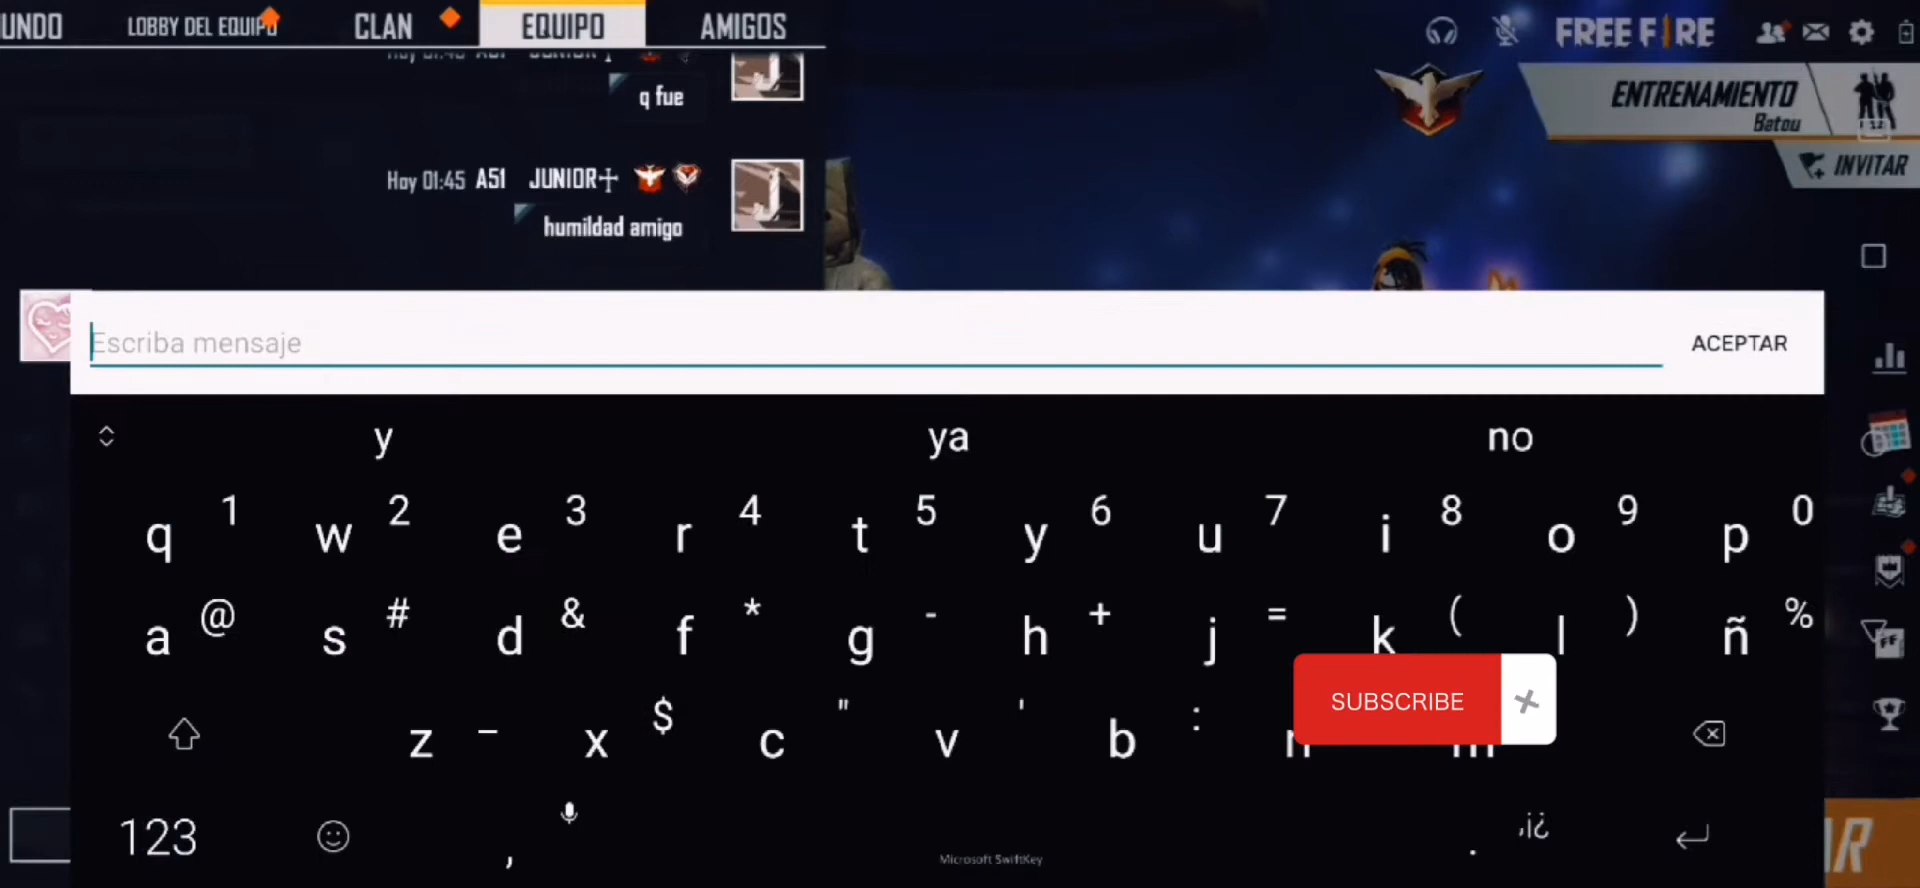 UNDO LOBBY DEL EQUIPO CLAN EQUIPO AMIGOS FREE FIRE
q fue
ENTRENAMIENTO
Batou
INVITAR
Hoy 01:45 A51 JUNIOR┼
humildad amigo
Escriba mensaje ACEPTAR
y ya no
q 1 w 2 e 3 r 4 t 5 y 6 u 7 i 8 o 9 p 0
a @ s # d & f * g - h + j = k ( l ) ñ %
z _ x $ c " v ' b : n m
SUBSCRIBE
123 , . ,¡¿
Microsoft SwiftKey
FF
AR